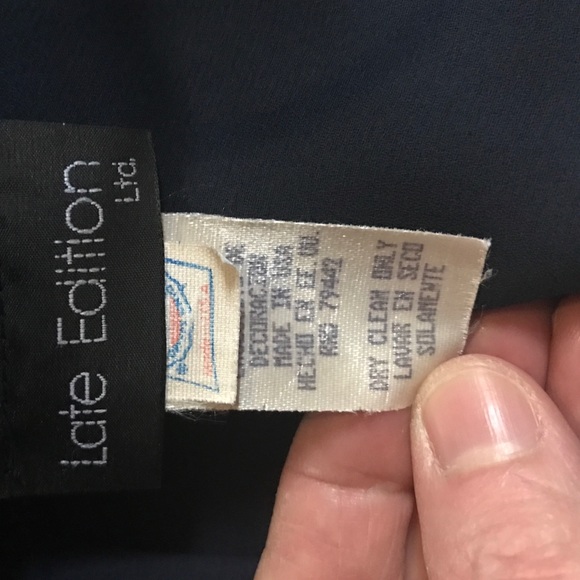 Late Edition
Ltd.
DECORACION
MADE IN USA
HECHO EN EE UU.
RN0 79442
DRY CLEAN ONLY
LAVAR EN SECO
SOLAMENTE